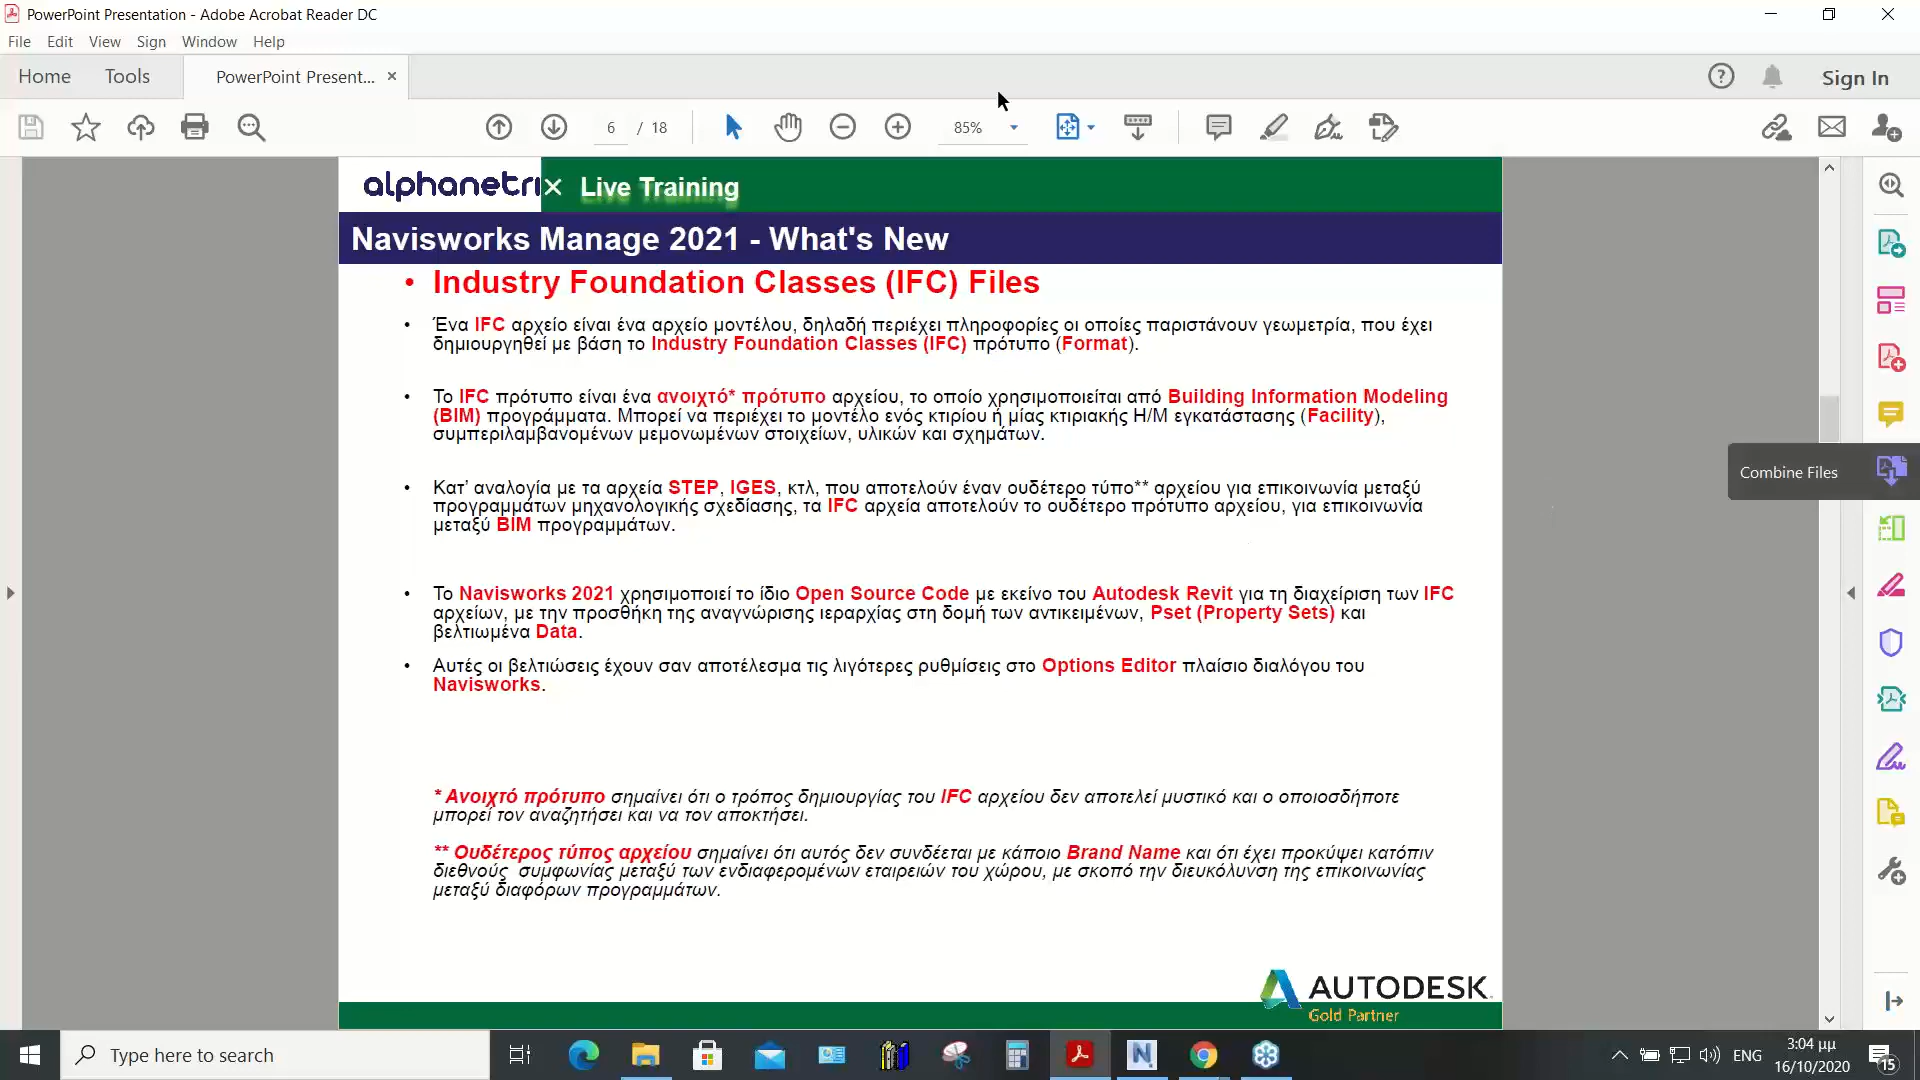 PowerPoint Presentation - Adobe Acrobat Reader DC
File Edit View Sign Window Help
Home Tools PowerPoint Present... Sign In
6 / 18 85%
alphanetrix Live Training
Navisworks Manage 2021 - What's New
• Industry Foundation Classes (IFC) Files
• Ένα IFC αρχείο είναι ένα αρχείο μοντέλου, δηλαδή περιέχει πληροφορίες οι οποίες παριστάνουν γεωμετρία, που έχει
δημιουργηθεί με βάση το Industry Foundation Classes (IFC) πρότυπο (Format).
• Το IFC πρότυπο είναι ένα ανοιχτό* πρότυπο αρχείου, το οποίο χρησιμοποιείται από Building Information Modeling
(BIM) προγράμματα. Μπορεί να περιέχει το μοντέλο ενός κτιρίου ή μίας κτιριακής Η/Μ εγκατάστασης (Facility),
συμπεριλαμβανομένων μεμονωμένων στοιχείων, υλικών και σχημάτων.
• Κατ' αναλογία με τα αρχεία STEP, IGES, κτλ, που αποτελούν έναν ουδέτερο τύπο** αρχείου για επικοινωνία μεταξύ
προγραμμάτων μηχανολογικής σχεδίασης, τα IFC αρχεία αποτελούν το ουδέτερο πρότυπο αρχείου, για επικοινωνία
μεταξύ BIM προγραμμάτων.
Combine Files
• Το Navisworks 2021 χρησιμοποιεί το ίδιο Open Source Code με εκείνο του Autodesk Revit για τη διαχείριση των IFC
αρχείων, με την προσθήκη της αναγνώρισης ιεραρχίας στη δομή των αντικειμένων, Pset (Property Sets) και
βελτιωμένα Data.
• Αυτές οι βελτιώσεις έχουν σαν αποτέλεσμα τις λιγότερες ρυθμίσεις στο Options Editor πλαίσιο διαλόγου του
Navisworks.
* Ανοιχτό πρότυπο σημαίνει ότι ο τρόπος δημιουργίας του IFC αρχείου δεν αποτελεί μυστικό και ο οποιοσδήποτε
μπορεί τον αναζητήσει και να τον αποκτήσει.
** Ουδέτερος τύπος αρχείου σημαίνει ότι αυτός δεν συνδέεται με κάποιο Brand Name και ότι έχει προκύψει κατόπιν
διεθνούς συμφωνίας μεταξύ των ενδιαφερομένων εταιρειών του χώρου, με σκοπό την διευκόλυνση της επικοινωνίας
μεταξύ διαφόρων προγραμμάτων.
AUTODESK
Gold Partner
Type here to search
ENG
3:04 μμ
16/10/2020
15